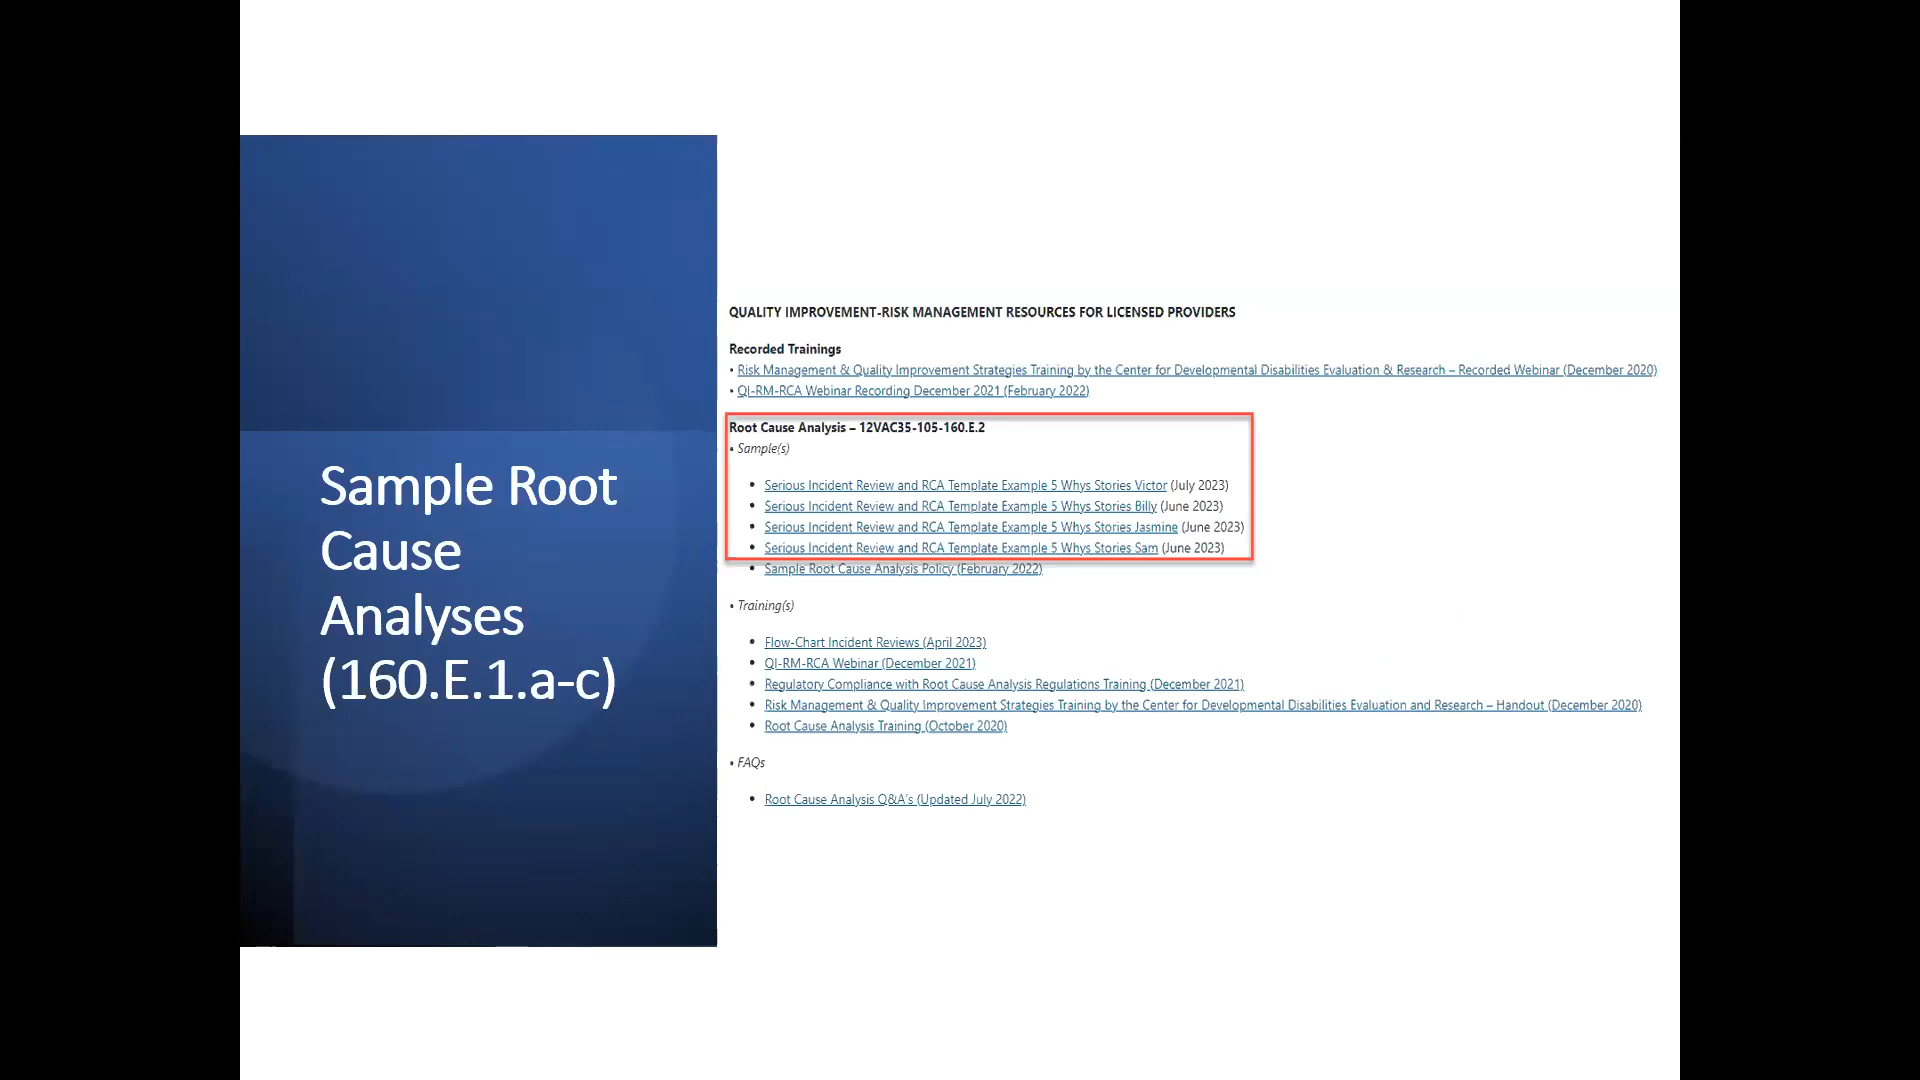 Sample Root
Cause
Analyses
(160.E.1.a-c)
QUALITY IMPROVEMENT-RISK MANAGEMENT RESOURCES FOR LICENSED PROVIDERS
Recorded Trainings
• Risk Management & Quality Improvement Strategies Training by the Center for Developmental Disabilities Evaluation & Research – Recorded Webinar (December 2020)
• QI-RM-RCA Webinar Recording December 2021 (February 2022)
Root Cause Analysis – 12VAC35-105-160.E.2
• Sample(s)
• Serious Incident Review and RCA Template Example 5 Whys Stories Victor (July 2023)
• Serious Incident Review and RCA Template Example 5 Whys Stories Billy (June 2023)
• Serious Incident Review and RCA Template Example 5 Whys Stories Jasmine (June 2023)
• Serious Incident Review and RCA Template Example 5 Whys Stories Sam (June 2023)
• Sample Root Cause Analysis Policy (February 2022)
• Training(s)
• Flow-Chart Incident Reviews (April 2023)
• QI-RM-RCA Webinar (December 2021)
• Regulatory Compliance with Root Cause Analysis Regulations Training (December 2021)
• Risk Management & Quality Improvement Strategies Training by the Center for Developmental Disabilities Evaluation and Research – Handout (December 2020)
• Root Cause Analysis Training (October 2020)
• FAQs
• Root Cause Analysis Q&A's (Updated July 2022)